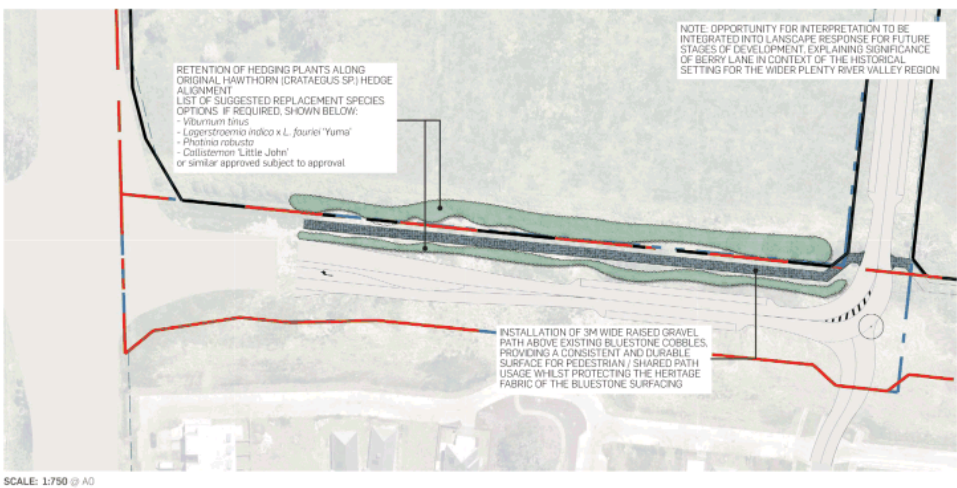 NOTE: OPPORTUNITY FOR INTERPRETATION TO BE
INTEGRATED INTO LANSCAPE RESPONSE FOR FUTURE
STAGES OF DEVELOPMENT, EXPLAINING SIGNIFICANCE
OF BERRY LANE IN CONTEXT OF THE HISTORICAL
SETTING FOR THE WIDER PLENTY RIVER VALLEY REGION
RETENTION OF HEDGING PLANTS ALONG
ORIGINAL HAWTHORN (CRATAEGUS SP.) HEDGE
ALIGNMENT
LIST OF SUGGESTED REPLACEMENT SPECIES
OPTIONS IF REQUIRED, SHOWN BELOW:
- Viburnum tinus
- Lagerstroemia indica x L. fauriei 'Yuma'
- Photinia robusta
- Callistemon 'Little John'
or similar approved subject to approval
INSTALLATION OF 3M WIDE RAISED GRAVEL
PATH ABOVE EXISTING BLUESTONE COBBLES,
PROVIDING A CONSISTENT AND DURABLE
SURFACE FOR PEDESTRIAN / SHARED PATH
USAGE WHILST PROTECTING THE HERITAGE
FABRIC OF THE BLUESTONE SURFACING
SCALE: 1:750 @ A0